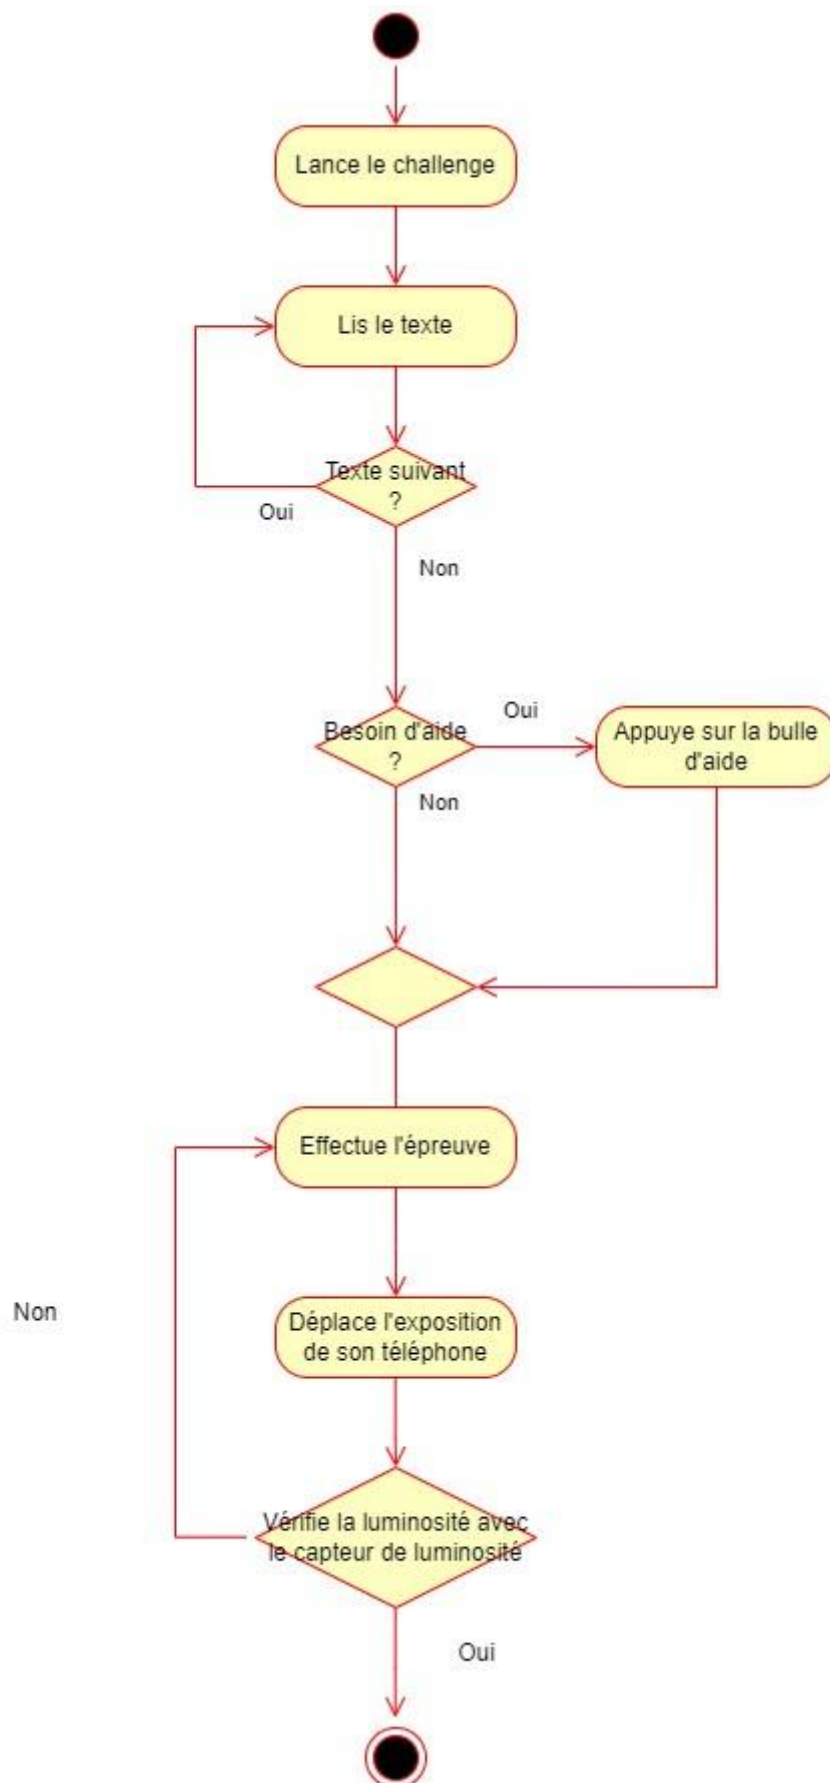 Lance le challenge
Lis le texte
Texte suivant
?
Oui
Non
Besoin d'aide
?
Oui
Appuye sur la bulle
d'aide
Non
Effectue l'épreuve
Non
Déplace l'exposition
de son téléphone
Vérifie la luminosité avec
le capteur de luminosité
Oui